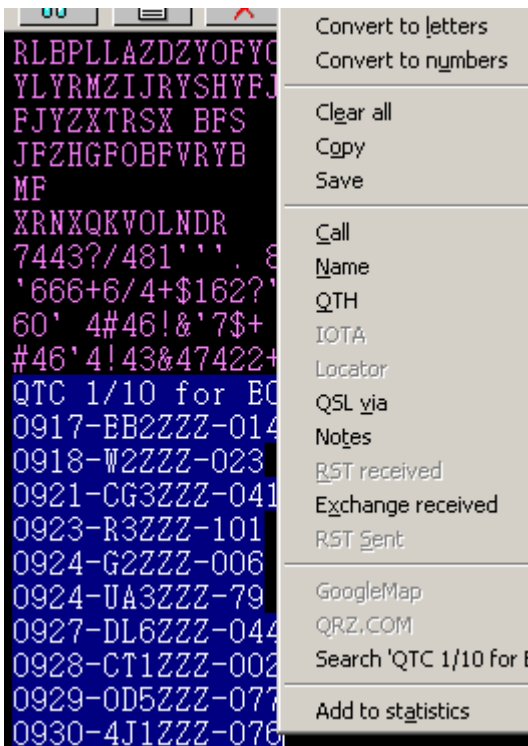 RLBPLLAZDZYOFYC
YLYRMZIJRYSHYFJ
FJYZXTRSX BFS
JFZHGFOBFVRYB
MF
XRNXQKVOLNDR
7443?/481'''. 8
'666+6/4+$162?'
60' 4#46!&'7$+
#46'4!43&47422+
QTC 1/10 for EC
0917-EB2ZZZ-014
0918-W2ZZZ-023
0921-CG3ZZZ-041
0923-R3ZZZ-101
0924-G2ZZZ-006
0924-UA3ZZZ-79
0927-DL6ZZZ-044
0928-CT1ZZZ-002
0929-OD5ZZZ-077
0930-4J1ZZZ-076
Convert to letters
Convert to numbers
Clear all
Copy
Save
Call
Name
QTH
IOTA
Locator
QSL via
Notes
RST received
Exchange received
RST Sent
GoogleMap
QRZ.COM
Search 'QTC 1/10 for E
Add to statistics